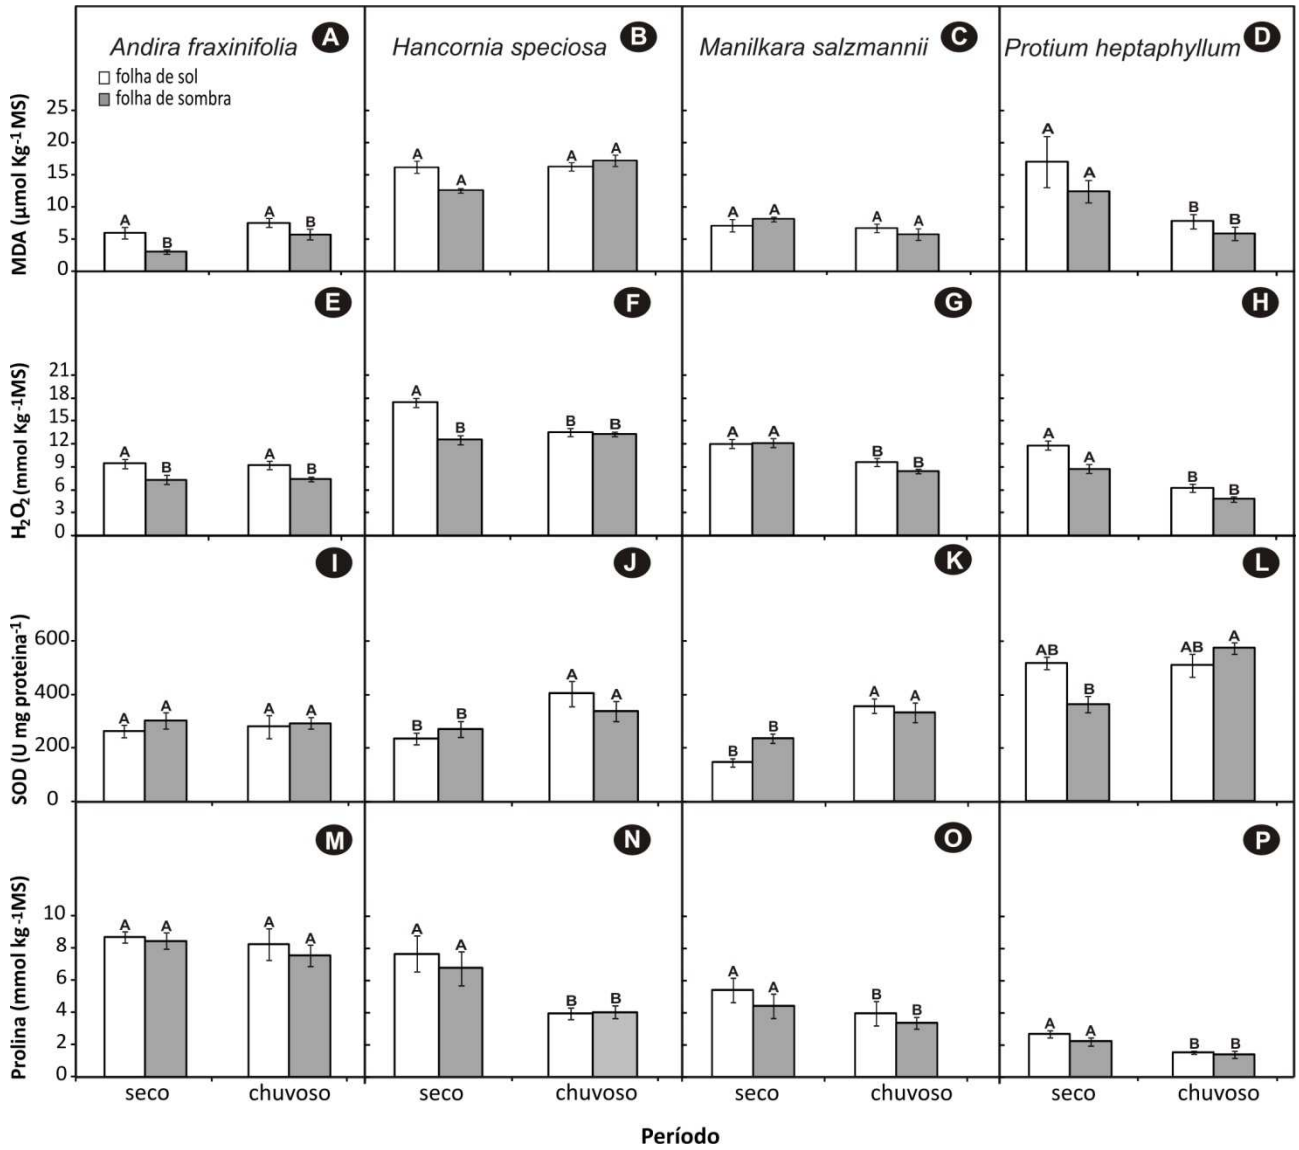 Andira fraxinifolia A
folha de sol
folha de sombra
Hancornia speciosa B
Manilkara salzmannii C
Protium heptaphyllum D
MDA (µmol Kg⁻¹MS)
25
20
15
10
5
0
A B A B
A A A A
A A A A
A A B B
E F G H
H₂O₂ (mmol Kg⁻¹MS)
21
18
15
12
9
6
3
0
A B A B
A B B B
A A B B
A A B B
I J K L
SOD (U mg proteina⁻¹)
600
400
200
0
A A A A
B B A A
B B A A
AB B AB A
M N O P
Prolina (mmol kg⁻¹MS)
10
8
6
4
2
0
A A A A
A A B B
A A B B
A A B B
seco chuvoso seco chuvoso seco chuvoso seco chuvoso
Período